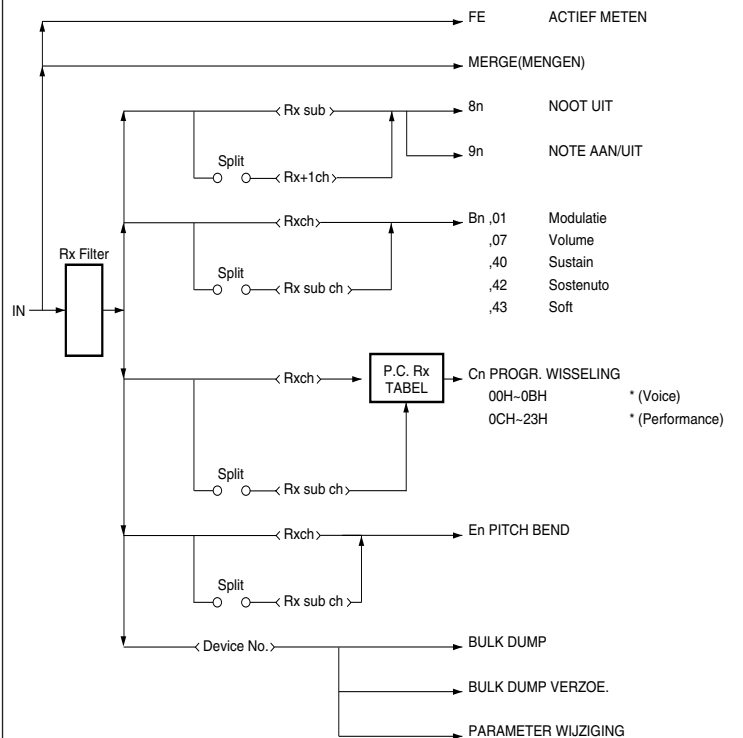 FE ACTIEF METEN
MERGE(MENGEN)
Rx sub 8n NOOT UIT
Split Rx+1ch 9n NOTE AAN/UIT
Rxch Bn ,01 Modulatie
,07 Volume
Rx Filter ,40 Sustain
Split Rx sub ch ,42 Sostenuto
IN ,43 Soft
Rxch P.C. Rx TABEL Cn PROGR. WISSELING
00H~0BH * (Voice)
0CH~23H * (Performance)
Split Rx sub ch
Rxch En PITCH BEND
Split Rx sub ch
Device No. BULK DUMP
BULK DUMP VERZOE.
PARAMETER WIJZIGING